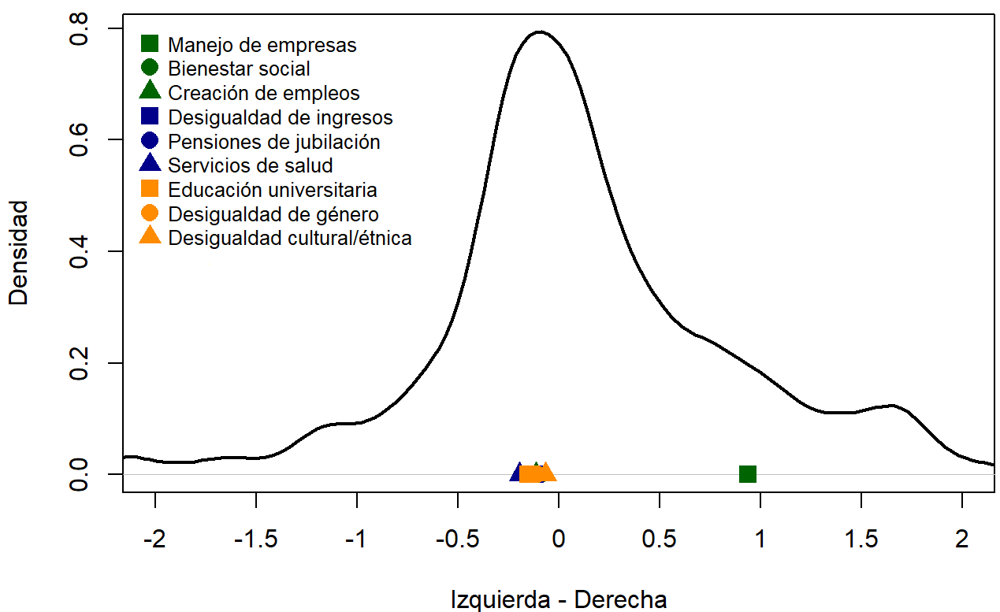 Manejo de empresas
Bienestar social
Creación de empleos
Desigualdad de ingresos
Pensiones de jubilación
Servicios de salud
Educación universitaria
Desigualdad de género
Desigualdad cultural/étnica
Densidad
0.8
0.6
0.4
0.2
0.0
-2 -1.5 -1 -0.5 0 0.5 1 1.5 2
Izquierda - Derecha